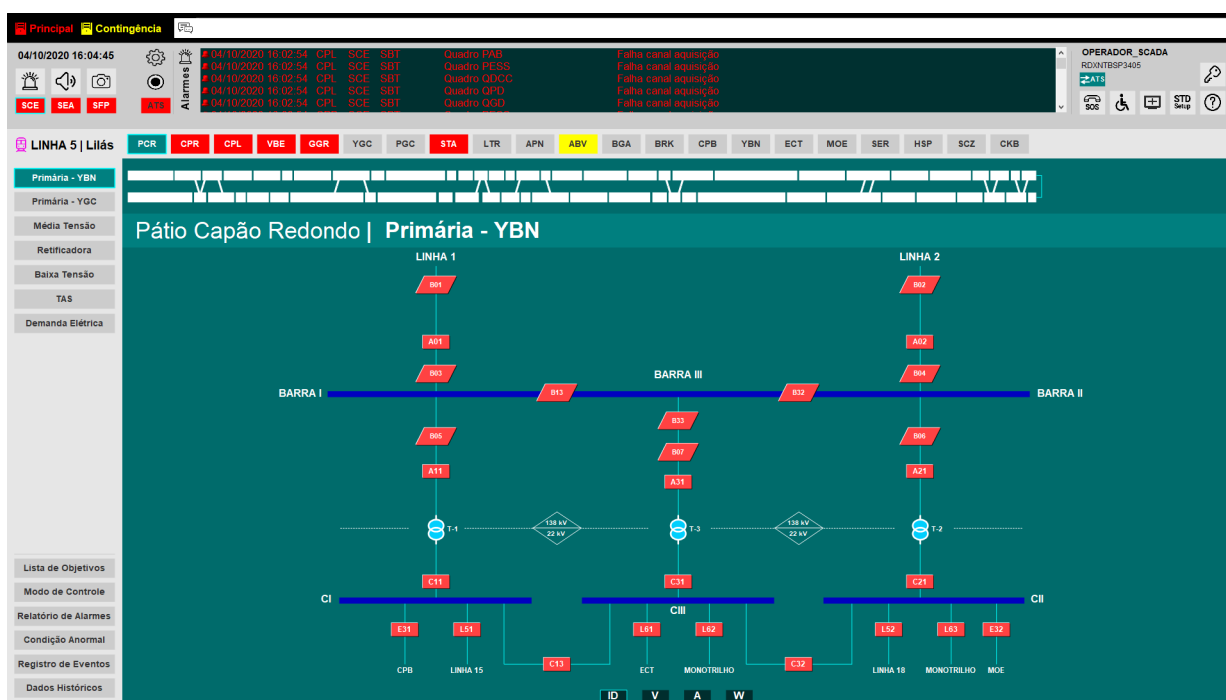 Principal Contingência
04/10/2020 16:04:45
SCE SEA SFP ATS
Alarmes
04/10/2020 16:02:54 CPL SCE SBT Quadro PAB Falha canal aquisição
04/10/2020 16:02:54 CPL SCE SBT Quadro PESS Falha canal aquisição
04/10/2020 16:02:54 CPL SCE SBT Quadro QDCC Falha canal aquisição
04/10/2020 16:02:54 CPL SCE SBT Quadro QPD Falha canal aquisição
04/10/2020 16:02:54 CPL SCE SBT Quadro QGD Falha canal aquisição
OPERADOR_SCADA
RDXNTBSP3405
ATS
SOS STD Setup
LINHA 5 | Lilás PCR CPR CPL VBE GGR YGC PGC STA LTR APN ABV BGA BRK CPB YBN ECT MOE SER HSP SCZ CKB
Primária - YBN
Primária - YGC
Média Tensão
Retificadora
Baixa Tensão
TAS
Demanda Elétrica
Lista de Objetivos
Modo de Controle
Relatório de Alarmes
Condição Anormal
Registro de Eventos
Dados Históricos
Pátio Capão Redondo | Primária - YBN
LINHA 1 LINHA 2
B01 B02
A01 A02
B03 BARRA III B04
BARRA I B13 B32 BARRA II
B33
B05 B06
B07
A11 A21
A31
T-1 138 kV 22 kV T-3 138 kV 22 kV T-2
C11 C31 C21
CI CIII CII
E31 L51 L61 L62 L52 L63 E32
C13 C32
CPB LINHA 15 ECT MONOTRILHO LINHA 18 MONOTRILHO MOE
ID V A W